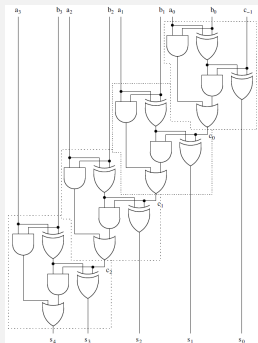 a₃ b₃ a₂ b₂ a₁ b₁ a₀ b₀ c₋₁
c₀
c₁
c₂
s₄ s₃ s₂ s₁ s₀